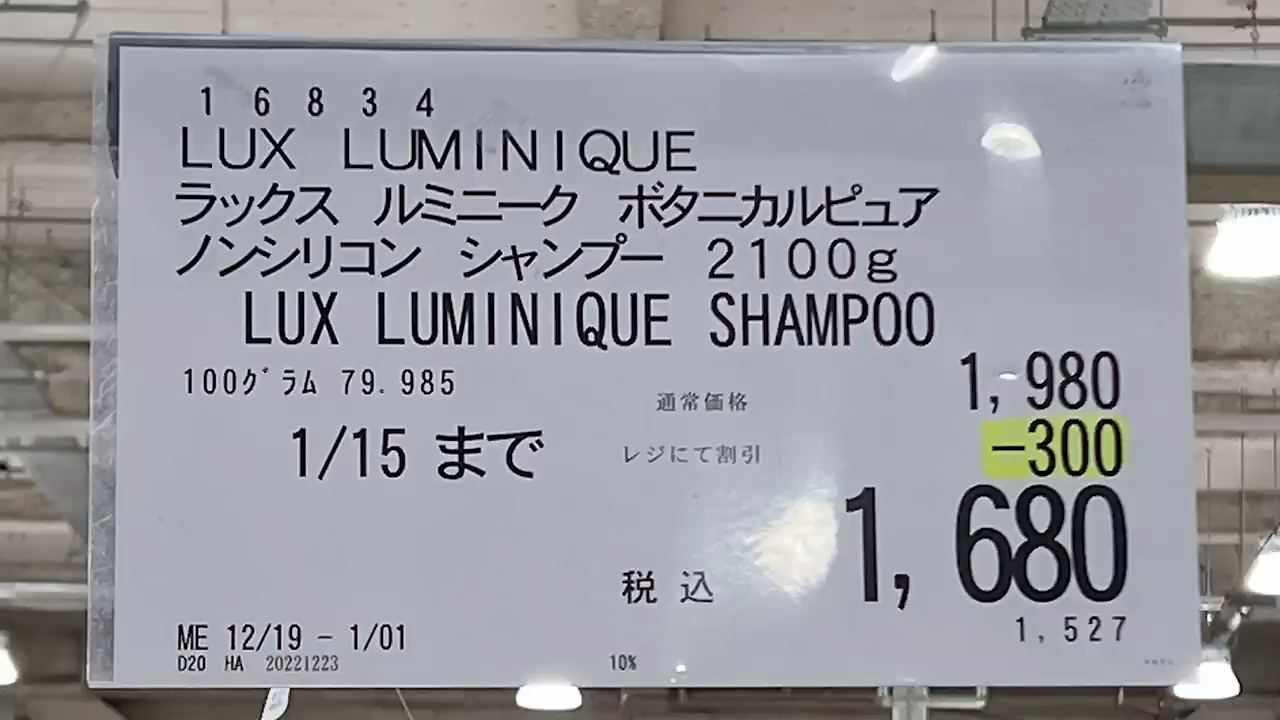 16834
LUX LUMINIQUE
ラックス ルミニーク ボタニカルピュア
ノンシリコン シャンプー 2100g
LUX LUMINIQUE SHAMPOO
100グラム 79.985
通常価格 1,980
1/15 まで
レジにて割引 -300
税込 1,680
1,527
ME 12/19 - 1/01
D20 HA 20221223
10%